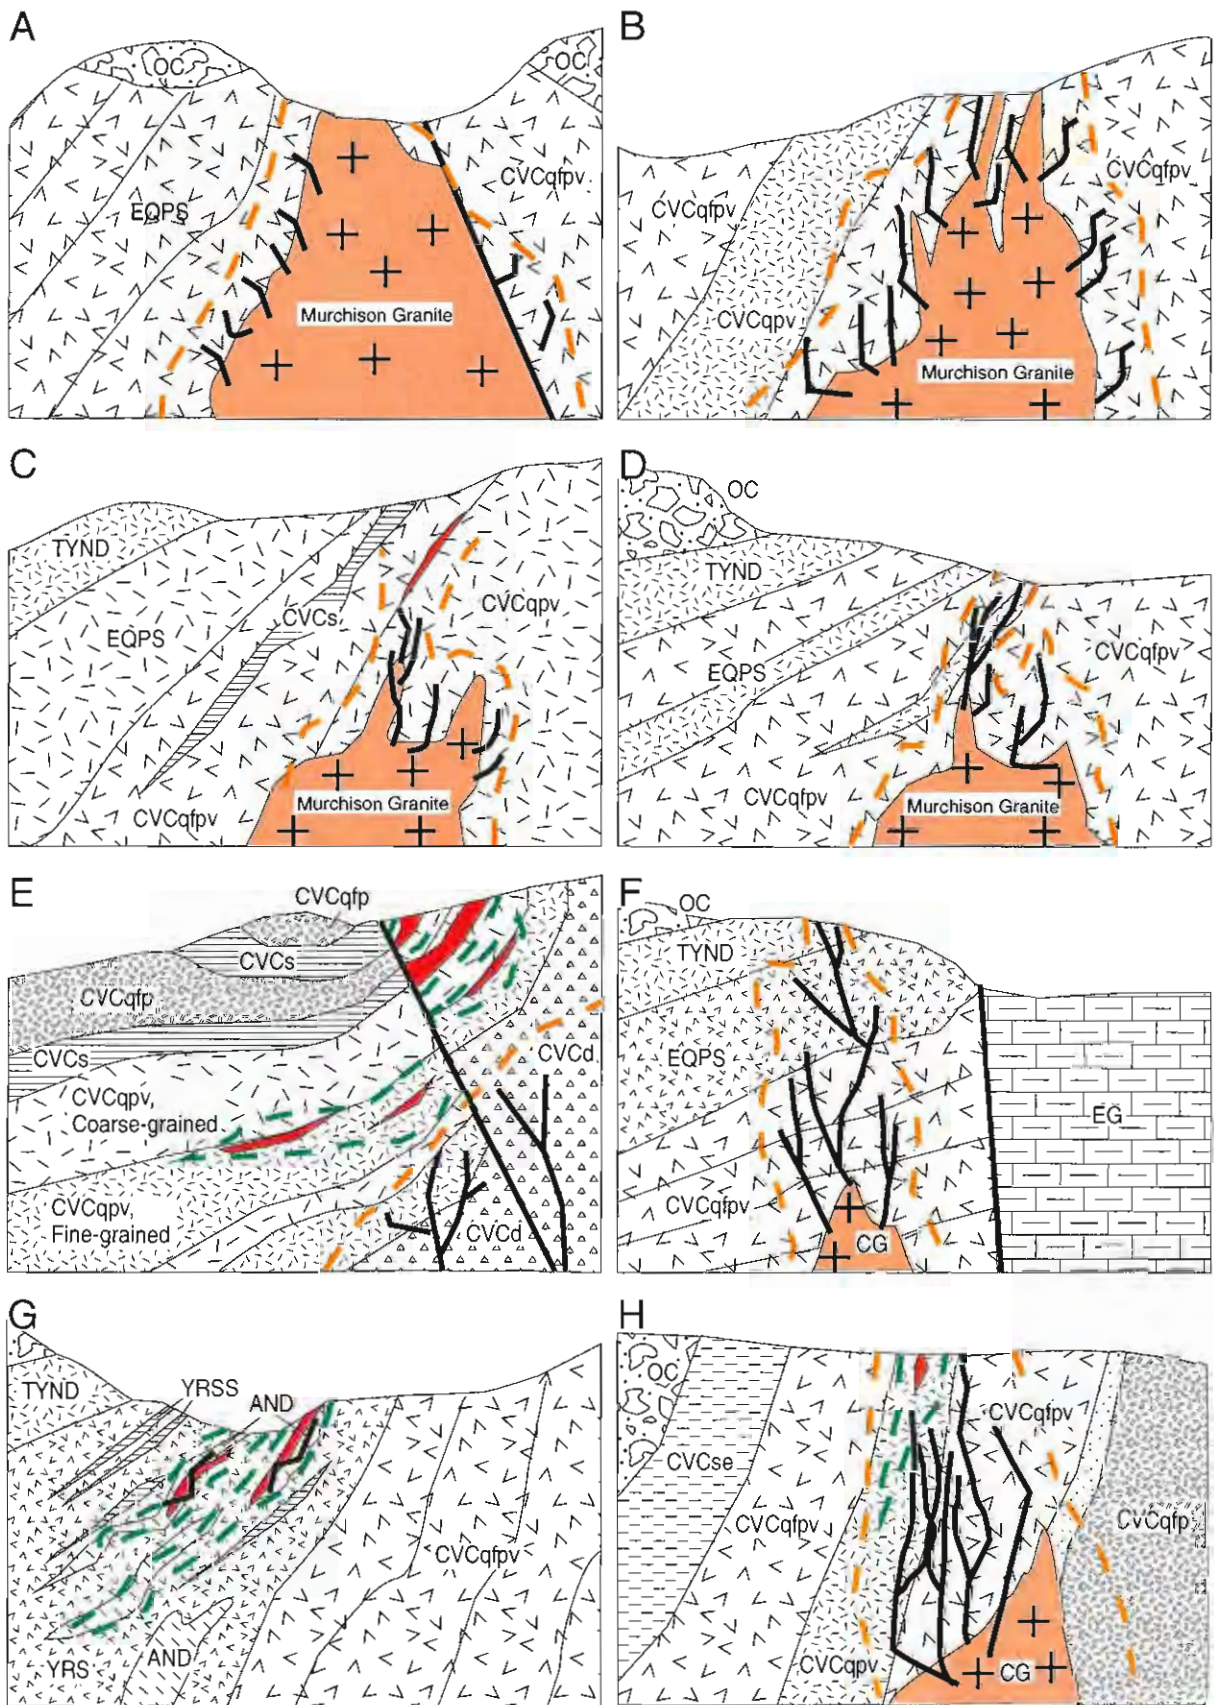 A
OC
OC
EQPS
CVCqfpv
Murchison Granite
B
CVCqfpv
CVCqfpv
CVCqpv
Murchison Granite
C
TYND
CVCs
CVCqpv
EQPS
Murchison Granite
CVCqfpv
D
OC
TYND
EQPS
CVCqfpv
CVCqfpv
Murchison Granite
E
CVCqfp
CVCs
CVCqfp
CVCd
CVCs
CVCqpv,
Coarse-grained
CVCqpv,
Fine-grained
CVCd
F
OC
TYND
EQPS
EG
CVCqfpv
CG
G
TYND
YRSS
AND
CVCqfpv
YRS
AND
H
OC
CVCqfpv
CVCse
CVCqfpv
CVCqfp
CVCqpv
CG